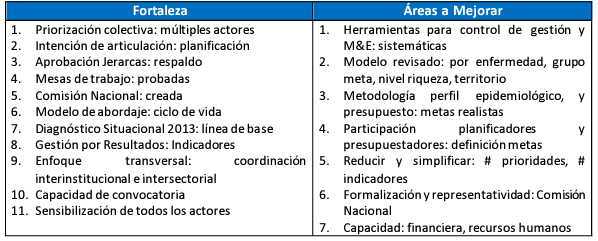 Fortaleza
1. Priorización colectiva: múltiples actores
2. Intención de articulación: planificación
3. Aprobación Jerarcas: respaldo
4. Mesas de trabajo: probadas
5. Comisión Nacional: creada
6. Modelo de abordaje: ciclo de vida
7. Diagnóstico Situacional 2013: línea de base
8. Gestión por Resultados: Indicadores
9. Enfoque transversal: coordinación
interinstitucional e intersectorial
10. Capacidad de convocatoria
11. Sensibilización de todos los actores
Áreas a Mejorar
1. Herramientas para control de gestión y
M&E: sistemáticas
2. Modelo revisado: por enfermedad, grupo
meta, nivel riqueza, territorio
3. Metodología perfil epidemiológico, y
presupuesto: metas realistas
4. Participación planificadores y
presupuestadores: definición metas
5. Reducir y simplificar: # prioridades, #
indicadores
6. Formalización y representatividad: Comisión
Nacional
7. Capacidad: financiera, recursos humanos